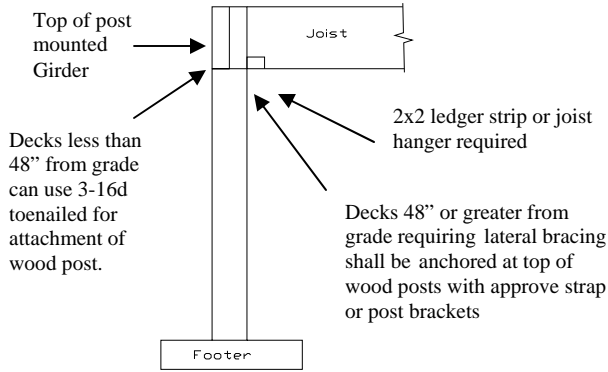 Top of post
mounted
Girder
Joist
Decks less than
48” from grade
can use 3-16d
toenailed for
attachment of
wood post.
2x2 ledger strip or joist
hanger required
Decks 48” or greater from
grade requiring lateral bracing
shall be anchored at top of
wood posts with approve strap
or post brackets
Footer